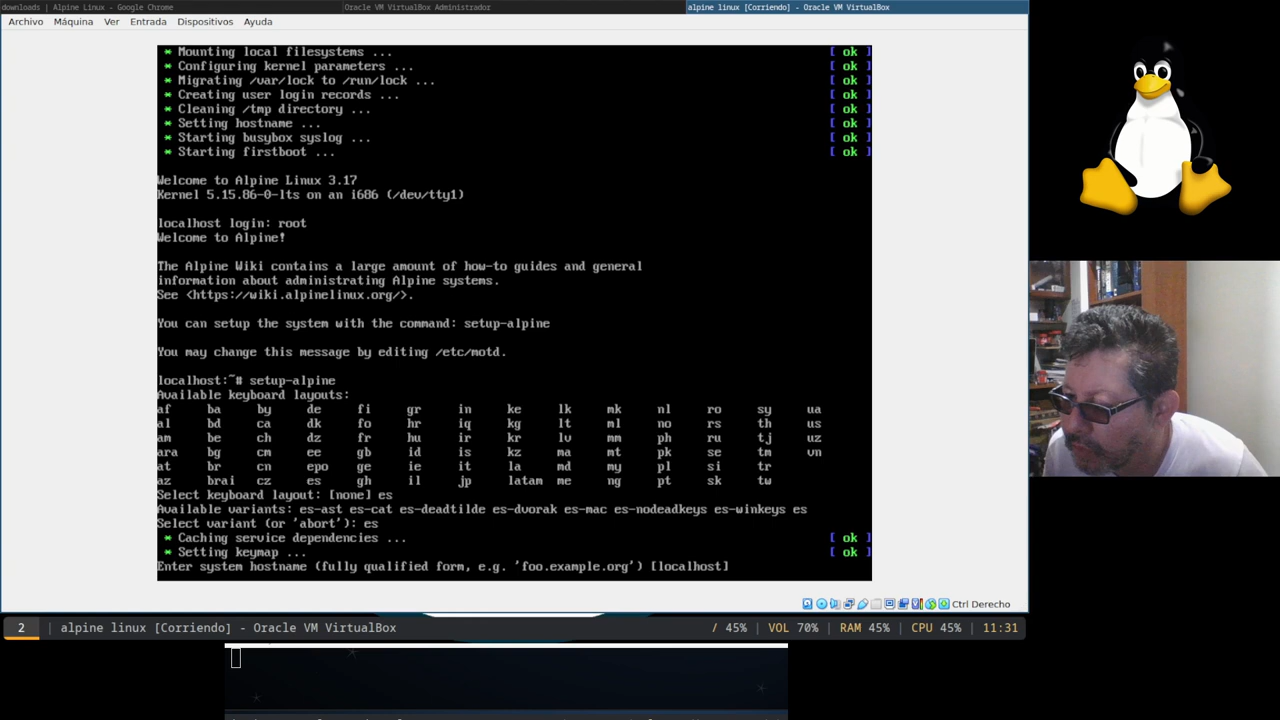 downloads | Alpine Linux - Google Chrome
Oracle VM VirtualBox Administrador
alpine linux [Corriendo] - Oracle VM VirtualBox
Archivo Máquina Ver Entrada Dispositivos Ayuda
* Mounting local filesystems ... [ ok ]
* Configuring kernel parameters ... [ ok ]
* Migrating /var/lock to /run/lock ... [ ok ]
* Creating user login records ... [ ok ]
* Cleaning /tmp directory ... [ ok ]
* Setting hostname ... [ ok ]
* Starting busybox syslog ... [ ok ]
* Starting firstboot ... [ ok ]
Welcome to Alpine Linux 3.17
Kernel 5.15.86-0-lts on an i686 (/dev/tty1)
localhost login: root
Welcome to Alpine!
The Alpine Wiki contains a large amount of how-to guides and general
information about administrating Alpine systems.
See <https://wiki.alpinelinux.org/>.
You can setup the system with the command: setup-alpine
You may change this message by editing /etc/motd.
localhost:~# setup-alpine
Available keyboard layouts:
af ba by de fi gr in ke lk mk nl ro sy ua
al bd ca dk fo hr iq kg lt ml no rs th us
am be ch dz fr hu ir kr lv mm ph ru tj uz
ara bg cm ee gb id is kz ma mt pk se tm vn
at br cn epo ge ie it la md my pl si tr
az brai cz es gh il jp latam me ng pt sk tw
Select keyboard layout: [none] es
Available variants: es-ast es-cat es-deadtilde es-dvorak es-mac es-nodeadkeys es-winkeys es
Select variant (or 'abort'): es
* Caching service dependencies ... [ ok ]
* Setting keymap ... [ ok ]
Enter system hostname (fully qualified form, e.g. 'foo.example.org') [localhost]
Ctrl Derecho
2 | alpine linux [Corriendo] - Oracle VM VirtualBox / 45% | VOL 70% | RAM 45% | CPU 45% | 11:31